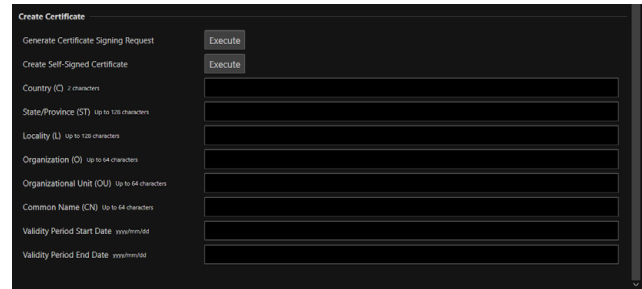 Create Certificate
Generate Certificate Signing Request Execute
Create Self-Signed Certificate Execute
Country (C) 2 characters
State/Province (ST) Up to 128 characters
Locality (L) Up to 128 characters
Organization (O) Up to 64 characters
Organizational Unit (OU) Up to 64 characters
Common Name (CN) Up to 64 characters
Validity Period Start Date yyyy/mm/dd
Validity Period End Date yyyy/mm/dd